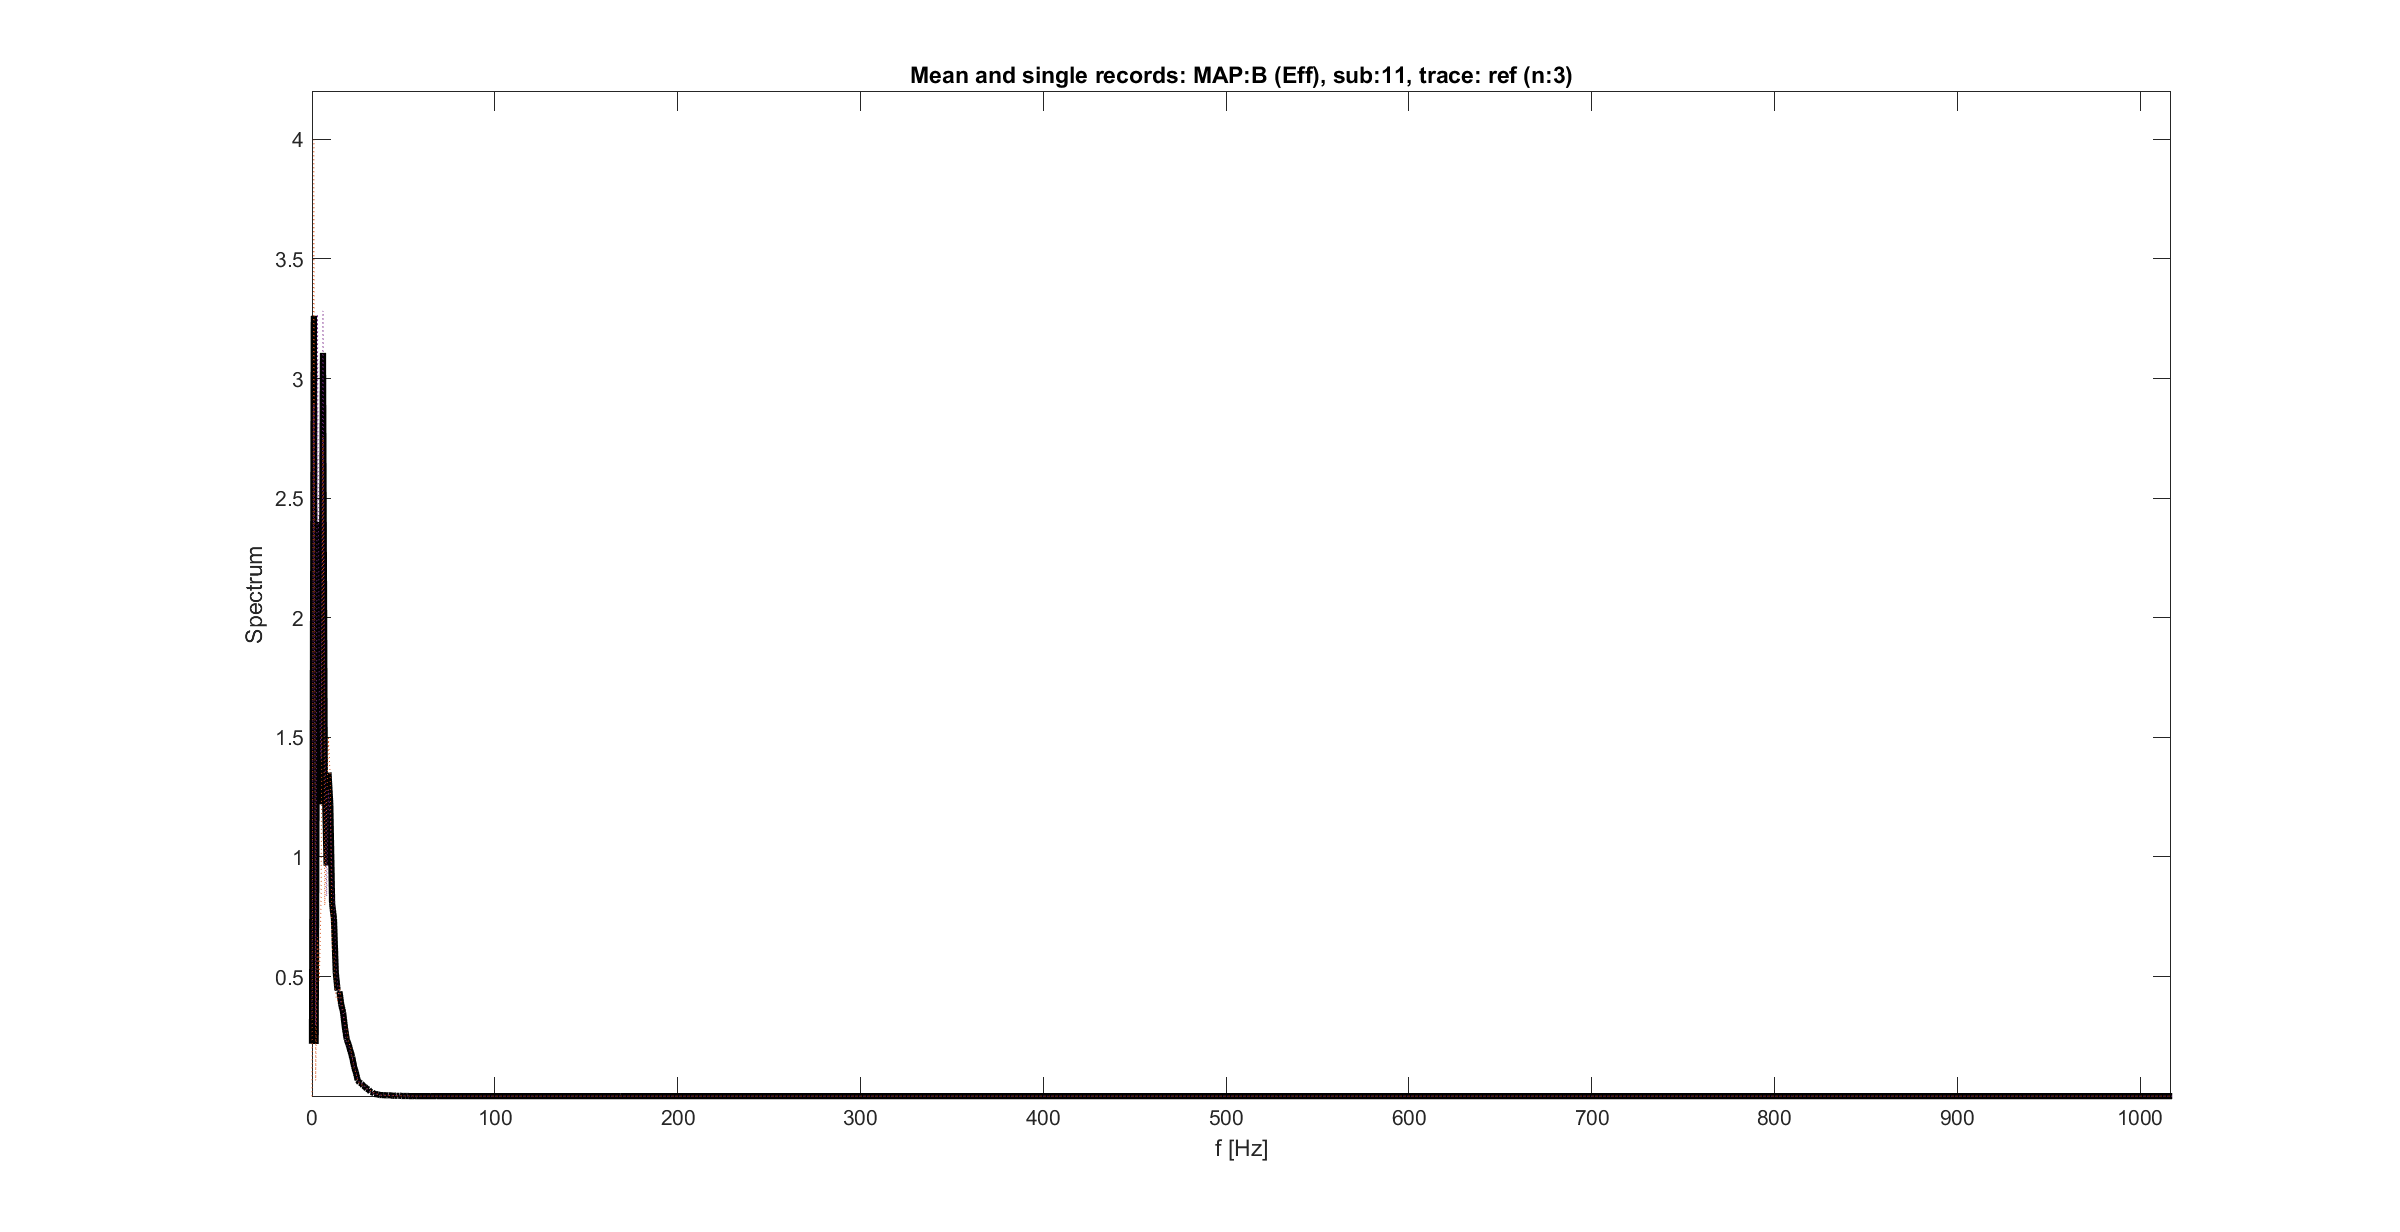 Mean and single records: MAP:B (Eff), sub:11, trace: ref (n:3)
4
3.5
3
2.5
2
1.5
1
0.5
Spectrum
0 100 200 300 400 500 600 700 800 900 1000
f [Hz]